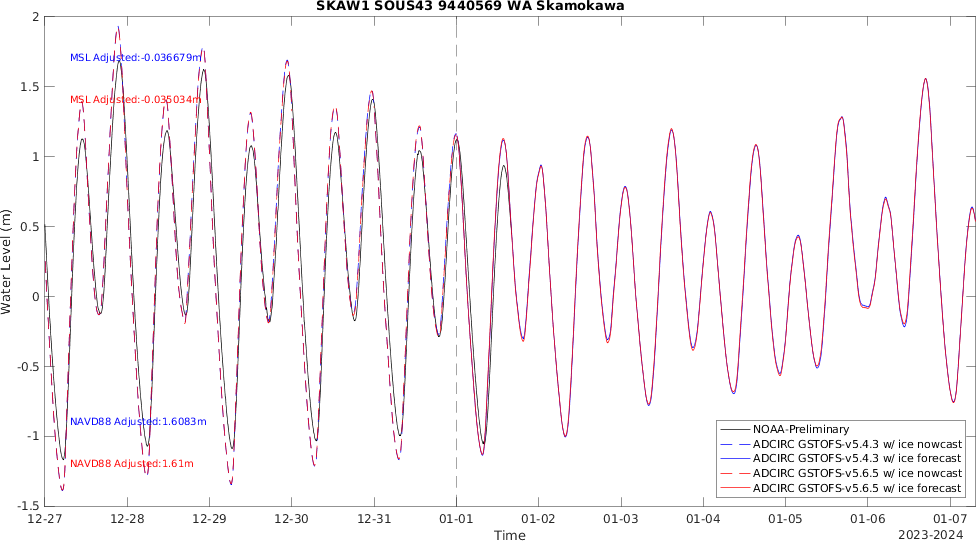 SKAW1 SOUS43 9440569 WA Skamokawa
2
1.5
1
0.5
0
-0.5
-1
-1.5
Water Level (m)
MSL Adjusted:-0.036679m
MSL Adjusted:-0.035034m
NAVD88 Adjusted:1.6083m
NAVD88 Adjusted:1.61m
NOAA-Preliminary
ADCIRC GSTOFS-v5.4.3 w/ ice nowcast
ADCIRC GSTOFS-v5.4.3 w/ ice forecast
ADCIRC GSTOFS-v5.6.5 w/ ice nowcast
ADCIRC GSTOFS-v5.6.5 w/ ice forecast
12-27 12-28 12-29 12-30 12-31 01-01 01-02 01-03 01-04 01-05 01-06 01-07
Time
2023-2024